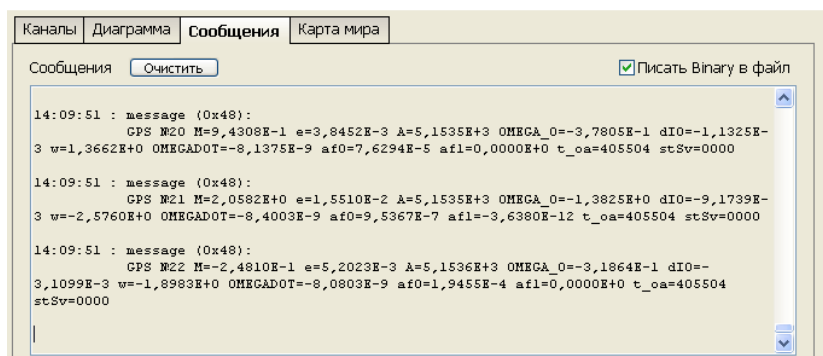 Каналы Диаграмма Сообщения Карта мира
Сообщения Очистить Писать Binary в файл
14:09:51 : message (0x48):
GPS №20 M=9,4308E-1 e=3,8452E-3 A=5,1535E+3 OMEGA_0=-3,7805E-1 dI0=-1,1325E-
3 w=1,3662E+0 OMEGADOT=-8,1375E-9 af0=7,6294E-5 af1=0,0000E+0 t_oa=405504 stSv=0000
14:09:51 : message (0x48):
GPS №21 M=2,0582E+0 e=1,5510E-2 A=5,1535E+3 OMEGA_0=-1,3825E+0 dI0=-9,1739E-
3 w=-2,5760E+0 OMEGADOT=-8,4003E-9 af0=9,5367E-7 af1=-3,6380E-12 t_oa=405504 stSv=0000
14:09:51 : message (0x48):
GPS №22 M=-2,4810E-1 e=5,2023E-3 A=5,1536E+3 OMEGA_0=-3,1864E-1 dI0=-
3,1099E-3 w=-1,8983E+0 OMEGADOT=-8,0803E-9 af0=1,9455E-4 af1=0,0000E+0 t_oa=405504
stSv=0000